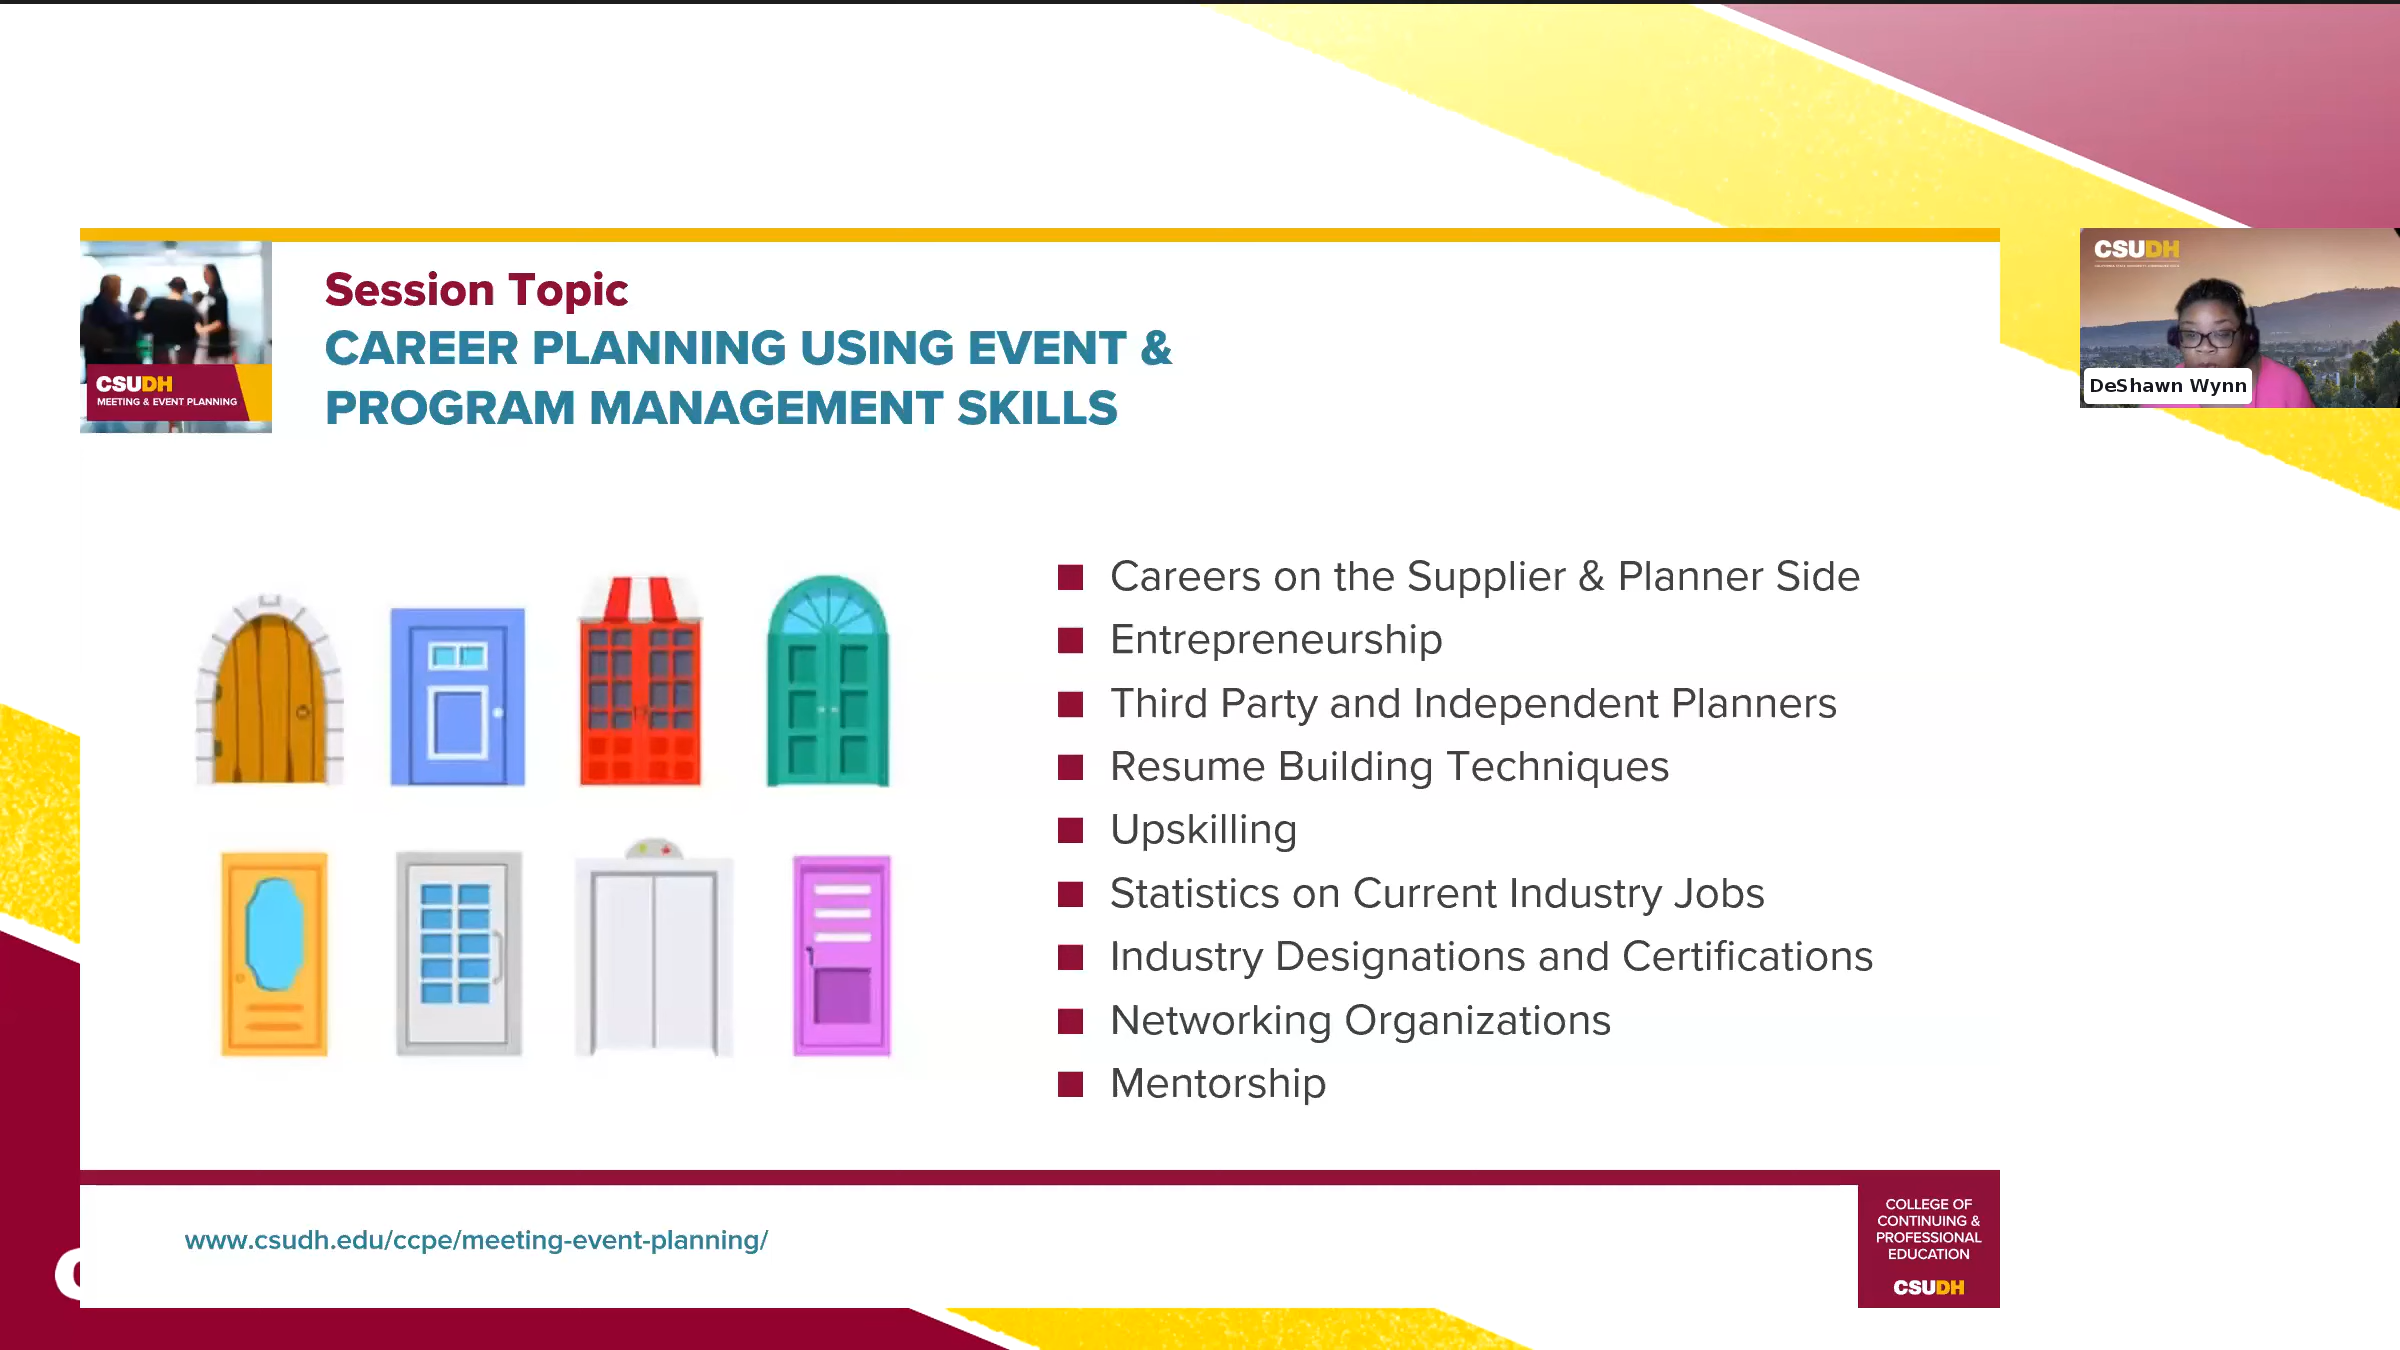 Session Topic
CAREER PLANNING USING EVENT &
PROGRAM MANAGEMENT SKILLS
CSUDH
MEETING & EVENT PLANNING
CSUDH
DeShawn Wynn
Careers on the Supplier & Planner Side
Entrepreneurship
Third Party and Independent Planners
Resume Building Techniques
Upskilling
Statistics on Current Industry Jobs
Industry Designations and Certifications
Networking Organizations
Mentorship
www.csudh.edu/ccpe/meeting-event-planning/
COLLEGE OF
CONTINUING &
PROFESSIONAL
EDUCATION
CSUDH